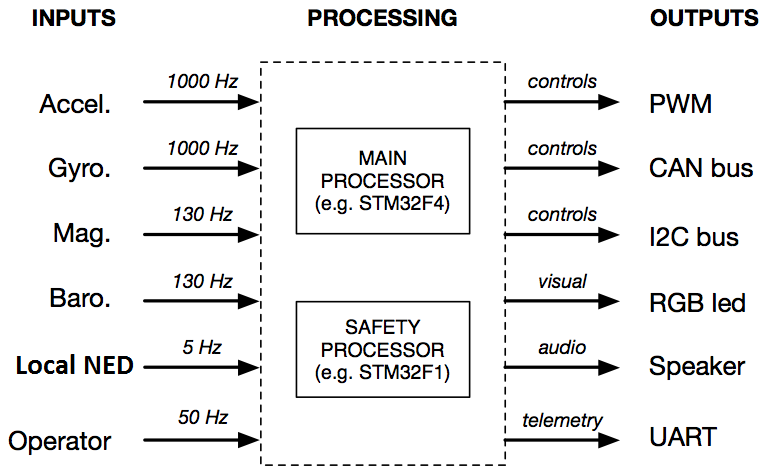 INPUTS PROCESSING OUTPUTS
Accel. 1000 Hz controls PWM
Gyro. 1000 Hz controls CAN bus
MAIN
PROCESSOR
(e.g. STM32F4)
Mag. 130 Hz controls I2C bus
Baro. 130 Hz visual RGB led
SAFETY
PROCESSOR
(e.g. STM32F1)
Local NED 5 Hz audio Speaker
Operator 50 Hz telemetry UART